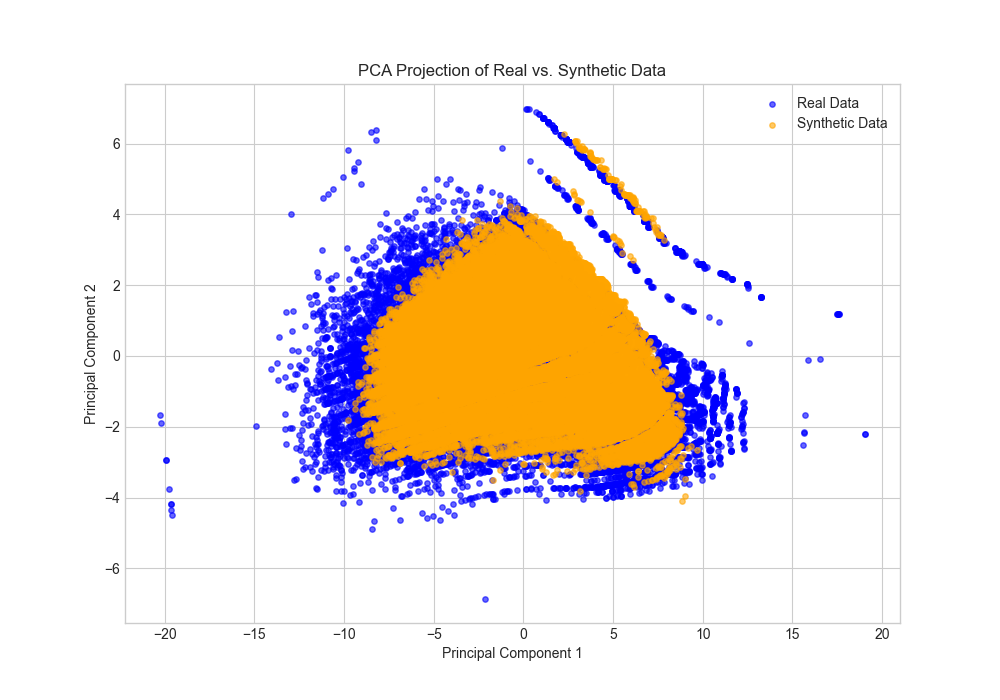 PCA Projection of Real vs. Synthetic Data
Real Data
Synthetic Data
6
4
2
0
−2
−4
−6
Principal Component 2
−20 −15 −10 −5 0 5 10 15 20
Principal Component 1